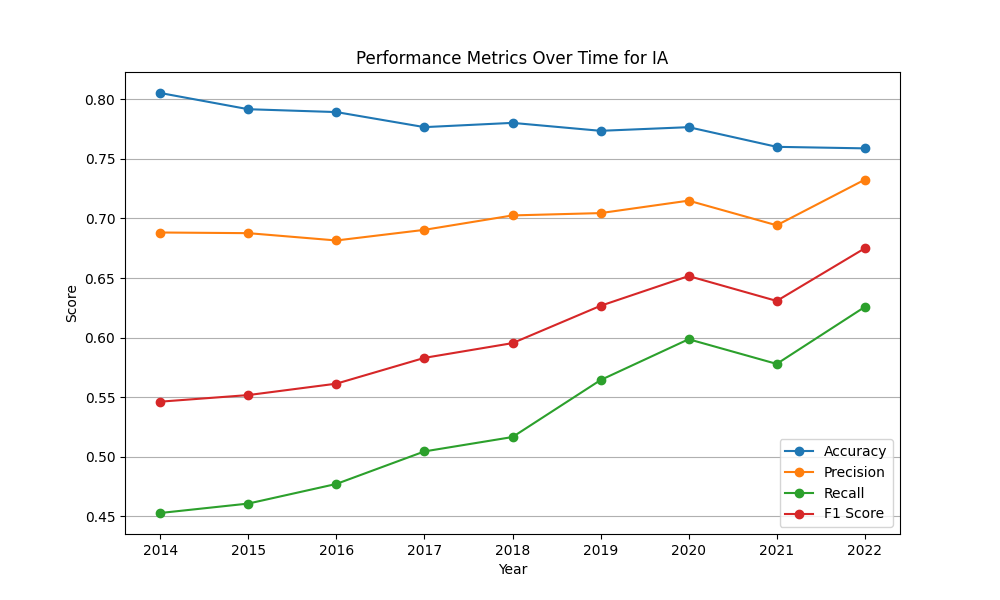 Performance Metrics Over Time for IA
0.80
0.75
0.70
0.65
0.60
0.55
0.50
0.45
Score
Accuracy
Precision
Recall
F1 Score
2014 2015 2016 2017 2018 2019 2020 2021 2022
Year